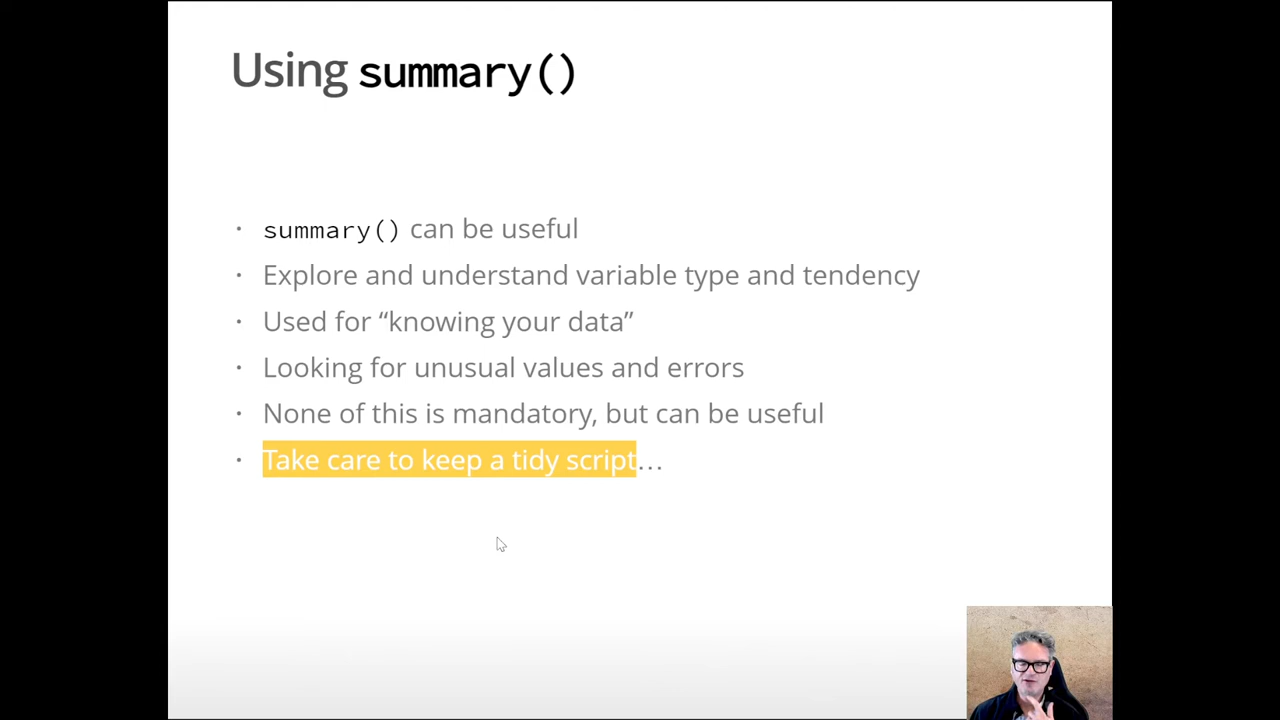 Using summary()
· summary() can be useful
· Explore and understand variable type and tendency
· Used for “knowing your data”
· Looking for unusual values and errors
· None of this is mandatory, but can be useful
· Take care to keep a tidy script…